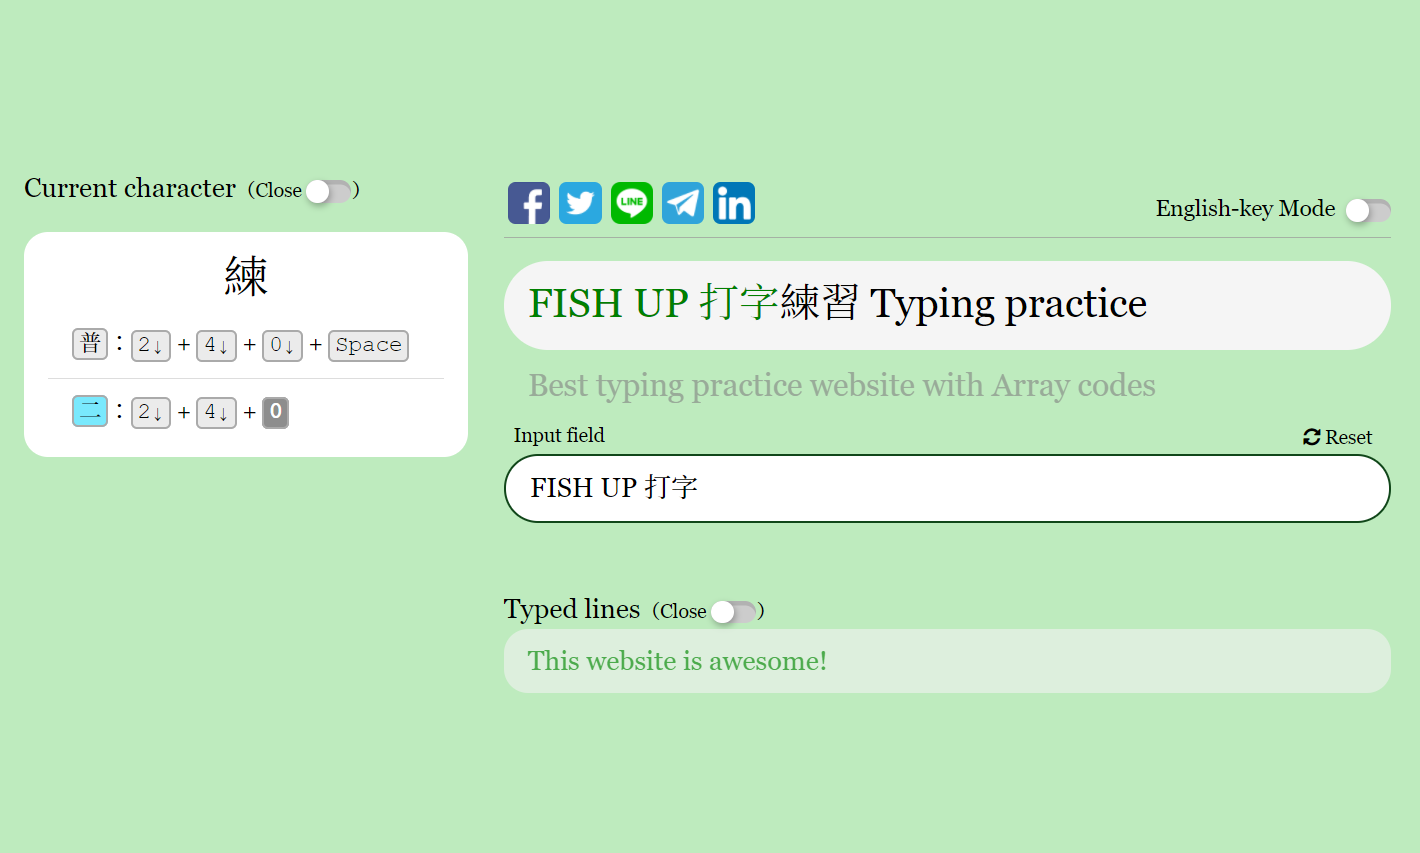 Current character（Close ）
練
普：2↓ + 4↓ + 0↓ + Space
二：2↓ + 4↓ + 0
LINE
English-key Mode
FISH UP 打字練習 Typing practice
Best typing practice website with Array codes
Input field
Reset
FISH UP 打字
Typed lines（Close ）
This website is awesome!